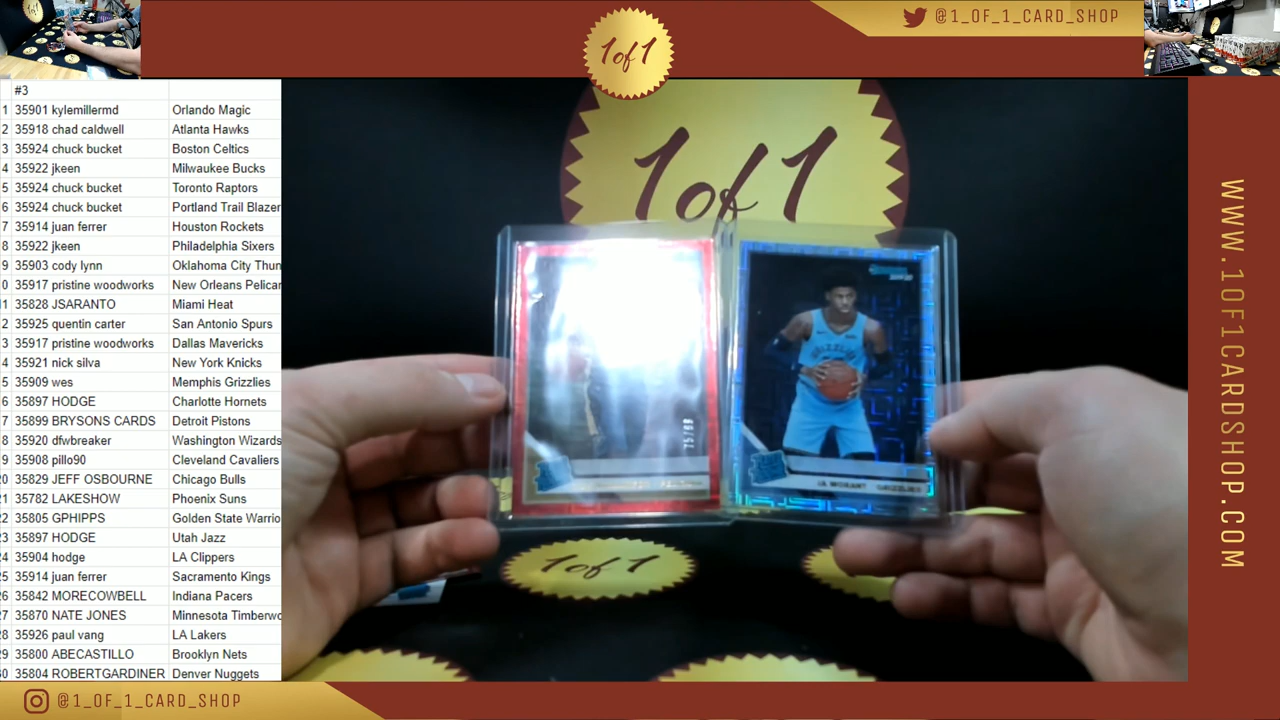 @1_OF_1_CARD_SHOP
1of1
#3
1 35901 kylemillermd Orlando Magic
2 35918 chad caldwell Atlanta Hawks
3 35924 chuck bucket Boston Celtics
4 35922 jkeen Milwaukee Bucks
5 35924 chuck bucket Toronto Raptors
6 35924 chuck bucket Portland Trail Blazer
7 35914 juan ferrer Houston Rockets
8 35922 jkeen Philadelphia Sixers
9 35903 cody lynn Oklahoma City Thun
0 35917 pristine woodworks New Orleans Pelican
11 35828 JSARANTO Miami Heat
2 35925 quentin carter San Antonio Spurs
3 35917 pristine woodworks Dallas Mavericks
4 35921 nick silva New York Knicks
5 35909 wes Memphis Grizzlies
6 35897 HODGE Charlotte Hornets
7 35899 BRYSONS CARDS Detroit Pistons
8 35920 dfwbreaker Washington Wizards
9 35908 pillo90 Cleveland Cavaliers
20 35829 JEFF OSBOURNE Chicago Bulls
21 35782 LAKESHOW Phoenix Suns
22 35805 GPHIPPS Golden State Warrio
23 35897 HODGE Utah Jazz
24 35904 hodge LA Clippers
25 35914 juan ferrer Sacramento Kings
26 35842 MORECOWBELL Indiana Pacers
27 35870 NATE JONES Minnesota Timberwo
28 35926 paul vang LA Lakers
29 35800 ABECASTILLO Brooklyn Nets
30 35804 ROBERTGARDINER Denver Nuggets
1of1
75/99
GRIZZLIES
JA MORANT GRIZZLIES
1of1
WWW.1OF1CARDSHOP.COM
@1_OF_1_CARD_SHOP